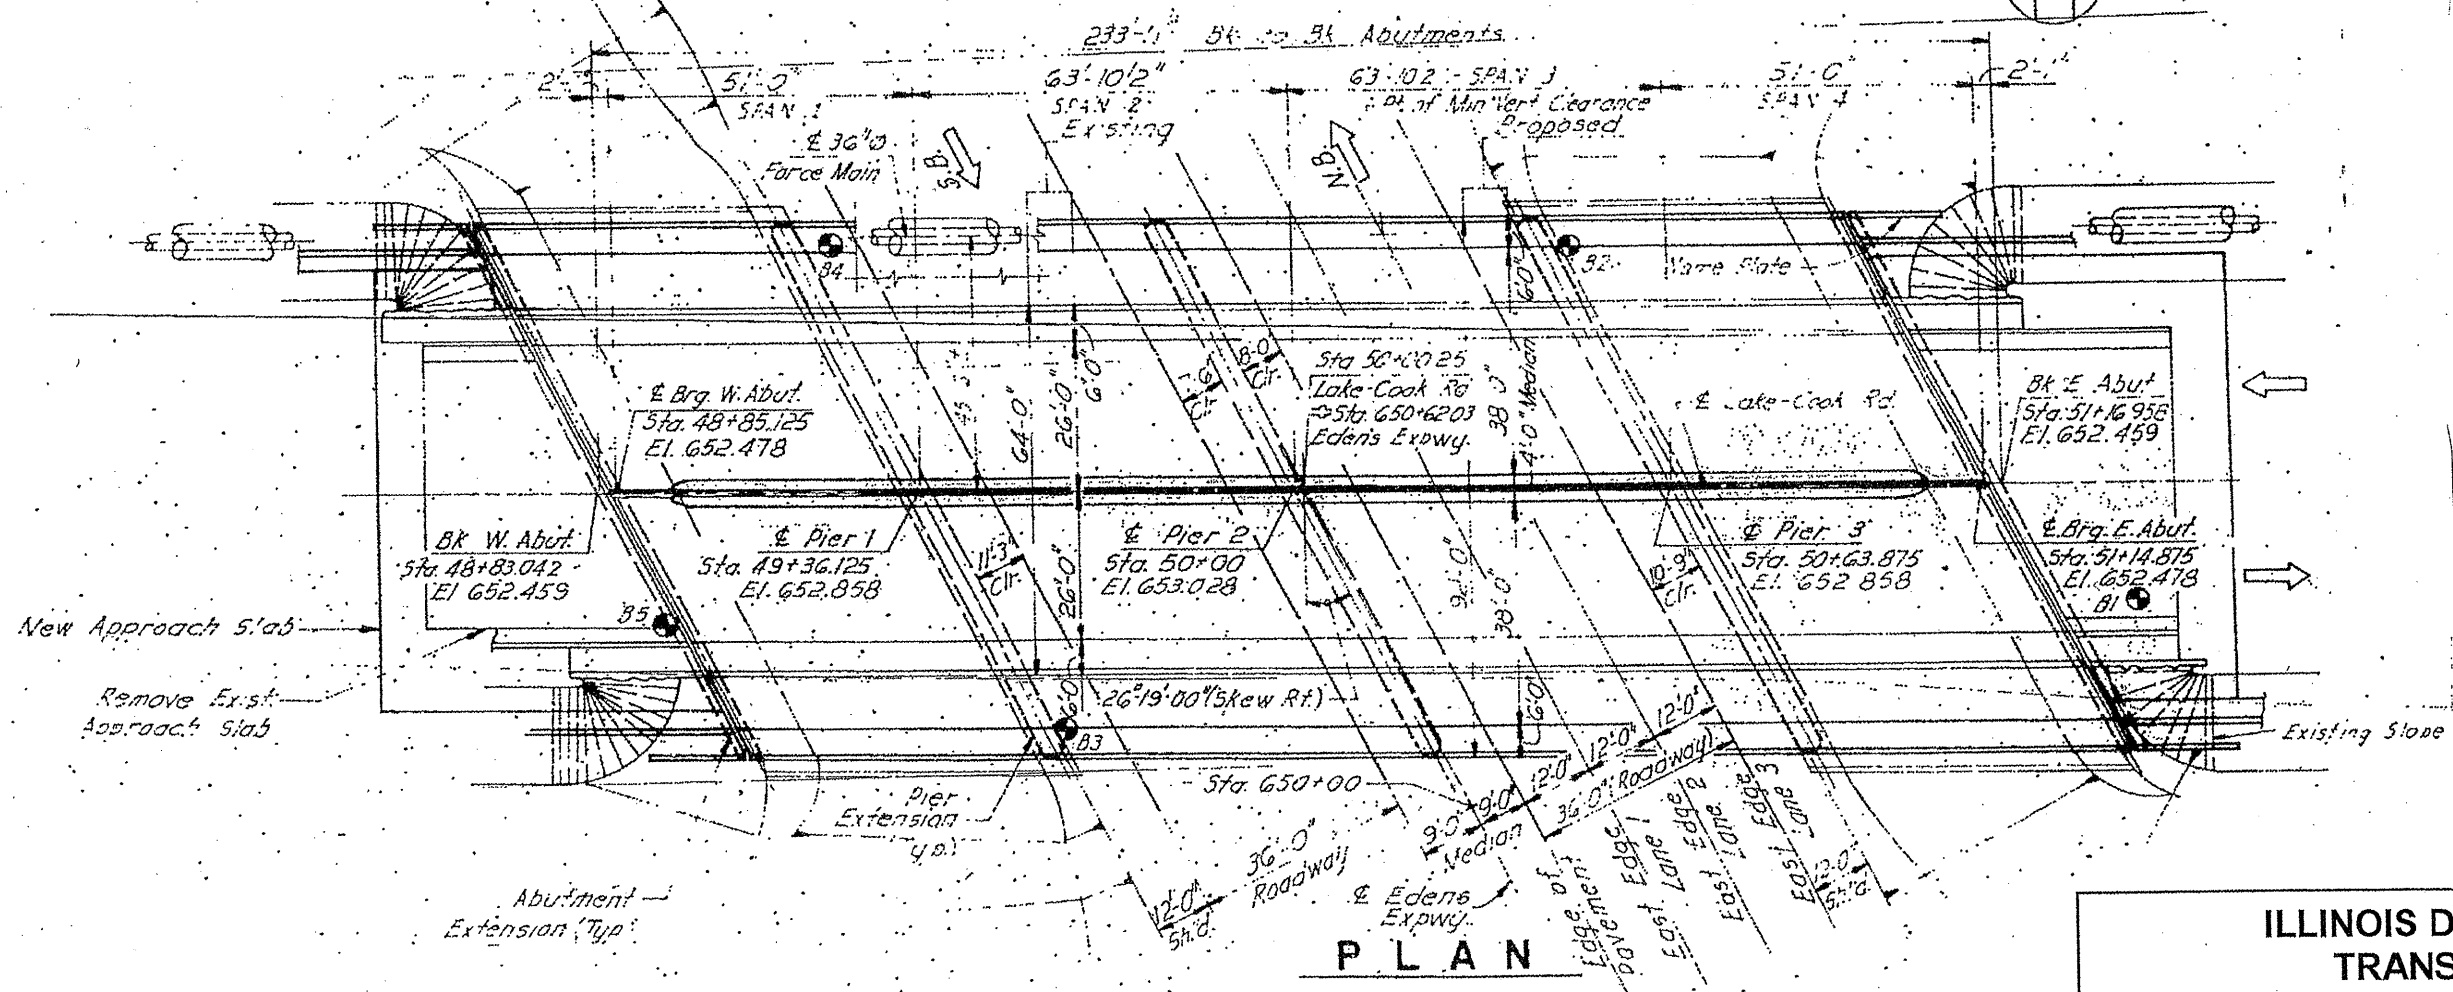 233'-11" Bk to Bk Abutments
51'-0"
SPAN 1
63'-10½"
SPAN 2
Existing
63'-10½" - SPAN 3
Pt. of Min Vert Clearance
Proposed
51'-0"
SPAN 4
2'-1"
℄ 36"Ø
Force Main
S.B.
N.B.
B4
B2
Name Plate
6'0"
8'-0"
Clr.
Clr.
Sta 50+00.25
Lake-Cook Rd
=Sta. 650+62.03
Edens Expwy.
38'-0"
4'-0" Median
℄ Lake-Cook Rd
Bk E. Abut
Sta. 51+16.958
El. 652.459
℄ Brg. W. Abut.
Sta. 48+85.125
El. 652.478
64'-0"
26'-0"
6'0"
Bk W. Abut.
Sta. 48+83.042
El 652.459
℄ Pier 1
Sta. 49+36.125
El. 652.858
11'-3"
Clr.
26'-0"
℄ Pier 2
Sta. 50+00
El. 653.028
38'-0"
10'-9"
Clr.
℄ Pier 3
Sta. 50+63.875
El. 652 858
℄ Brg. E. Abut.
Sta. 51+14.875
El. 652.478
B1
New Approach Slab
B5
Remove Exist.
Approach Slab
6'0"
26°-19'-00" (Skew Rt.)
6'0"
B3
Existing Slope
Sta. 650+00
Pier
Extension
Abutment
Extension (Typ.)
12'-0"
Sh'd.
36'-0"
Roadway
9'-0"
9'-0"
Median
12'-0"
12'-0"
12'-0"
36'-0" (Roadway)
℄ Edens
Expwy.
Edge of
Pavement
East Edge
Lane 1
East Edge
Lane 2
East Edge
Lane 3
12'-0"
Sh'd.
PLAN
ILLINOIS D
TRANS